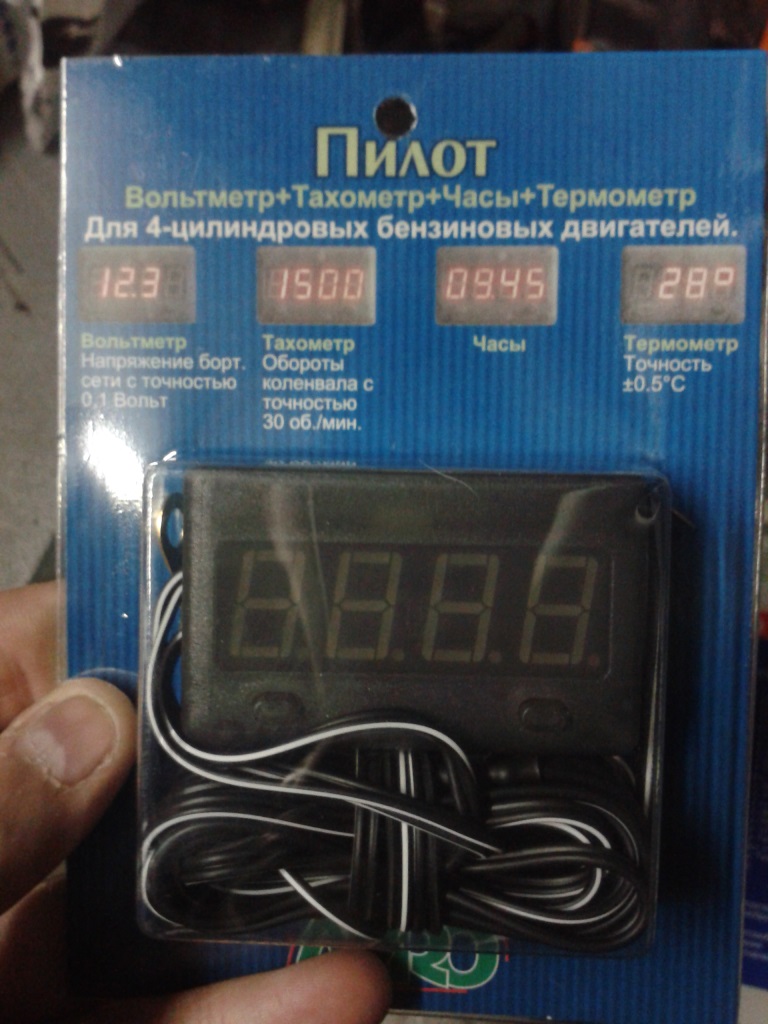 Пилот
Вольтметр+Тахометр+Часы+Термометр
Для 4-цилиндровых бензиновых двигателей.
12.3 1500 09.45 28°
Вольтметр
Напряжение борт.
сети с точностью
0,1 Вольт
Тахометр
Обороты
коленвала с
точностью
30 об./мин.
Часы
Термометр
Точность
±0.5°C